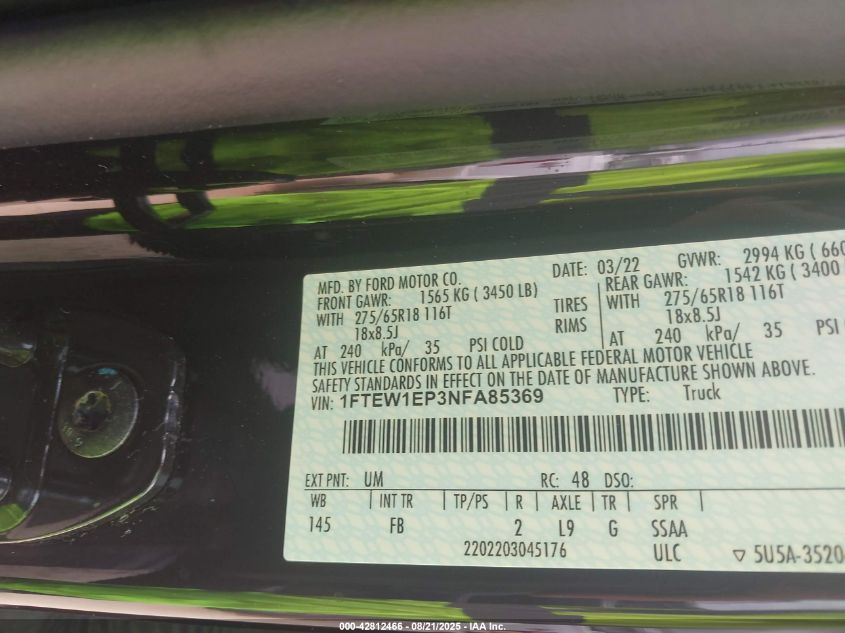 MFD. BY FORD MOTOR CO. DATE: 03/22 GVWR: 2994 KG ( 660
FRONT GAWR: 1565 KG ( 3450 LB) REAR GAWR: 1542 KG ( 3400
WITH 275/65R18 116T TIRES WITH 275/65R18 116T
18x8.5J RIMS 18x8.5J
AT 240 kPa/ 35 PSI COLD AT 240 kPa/ 35 PSI
THIS VEHICLE CONFORMS TO ALL APPLICABLE FEDERAL MOTOR VEHICLE
SAFETY STANDARDS IN EFFECT ON THE DATE OF MANUFACTURE SHOWN ABOVE.
VIN: 1FTEW1EP3NFA85369 TYPE: Truck
EXT PNT: UM RC: 48 DSO:
WB | INT TR | TP/PS | R | AXLE | TR | SPR |
145 FB 2 L9 G SSAA
2202203045176 ULC ▽ 5U5A-3520
000-42812466 - 08/21/2025 - IAA Inc.